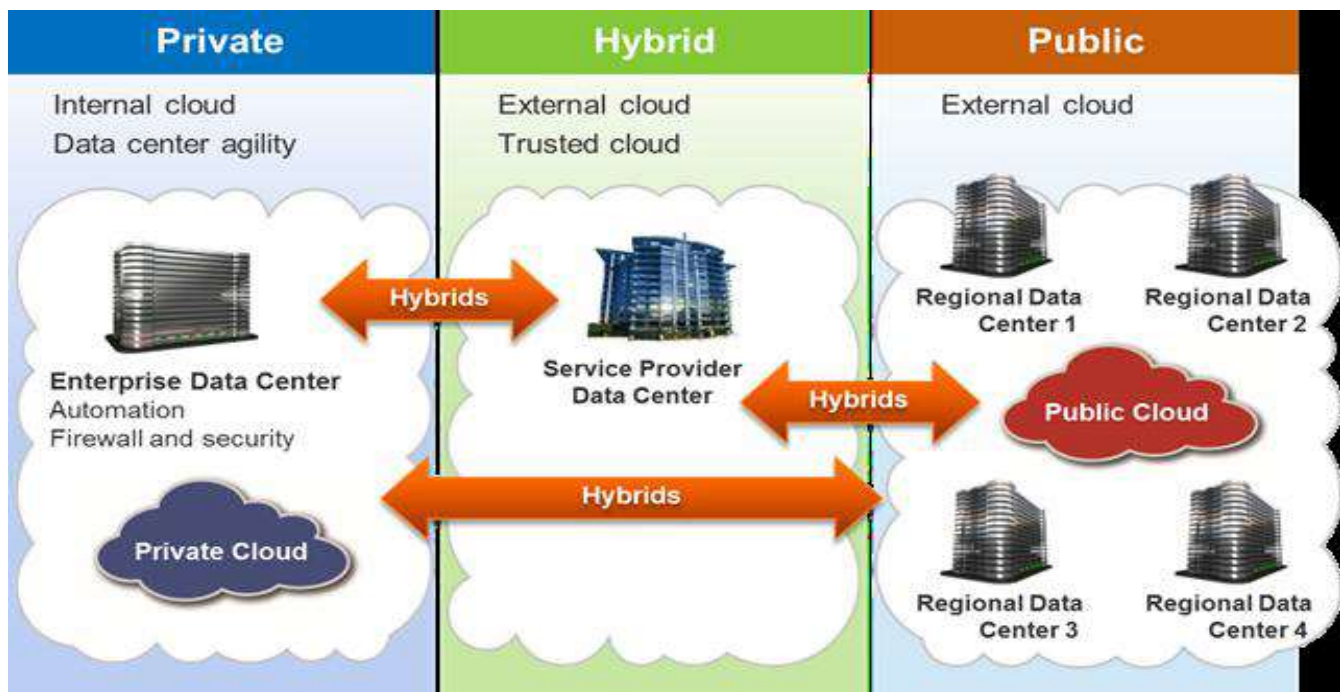 Private
Internal cloud
Data center agility
Enterprise Data Center
Automation
Firewall and security
Private Cloud
Hybrids
Hybrid
External cloud
Trusted cloud
Service Provider
Data Center
Hybrids
Hybrids
Public
External cloud
Regional Data
Center 1
Regional Data
Center 2
Public Cloud
Regional Data
Center 3
Regional Data
Center 4